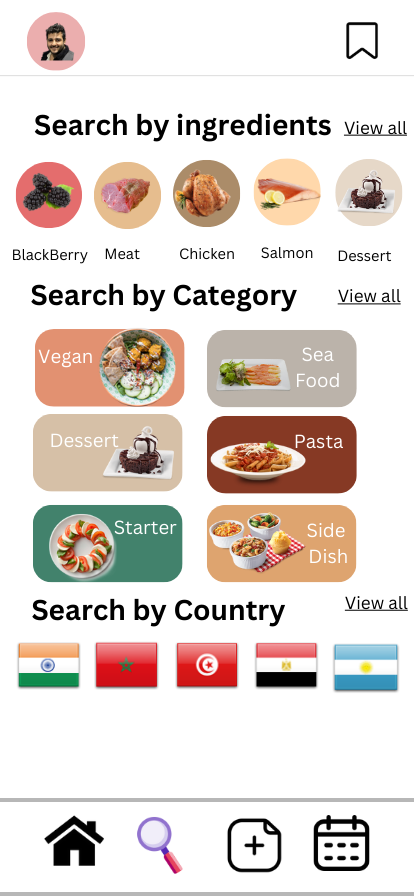 Search by ingredients View all
BlackBerry Meat Chicken Salmon Dessert
Search by Category View all
Vegan
Sea
Food
Dessert
Pasta
Starter
Side
Dish
Search by Country View all